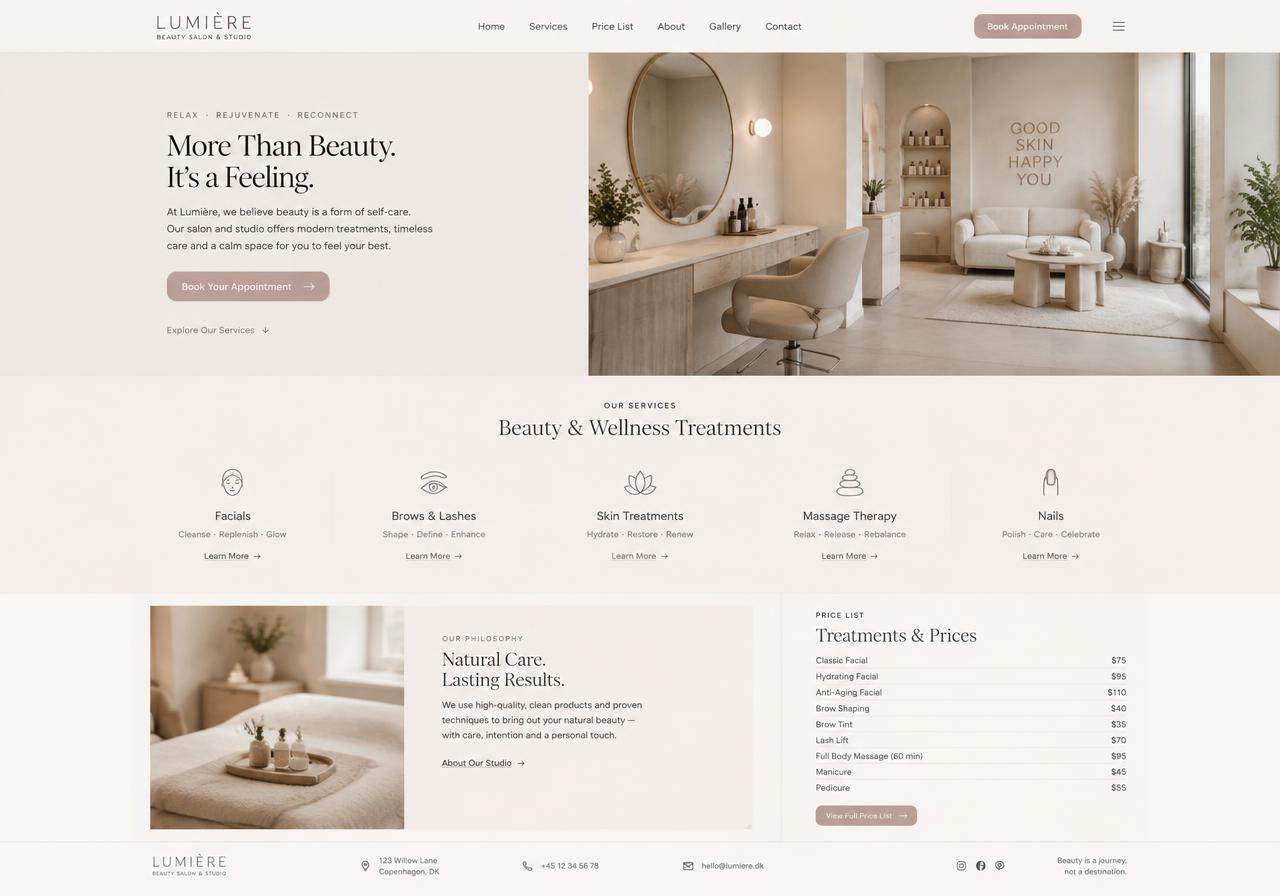 LUMIÈRE
BEAUTY SALON & STUDIO
Home Services Price List About Gallery Contact
Book Appointment
RELAX · REJUVENATE · RECONNECT
More Than Beauty.
It's a Feeling.
At Lumière, we believe beauty is a form of self-care.
Our salon and studio offers modern treatments, timeless
care and a calm space for you to feel your best.
Book Your Appointment →
Explore Our Services ↓
GOOD
SKIN
HAPPY
YOU
OUR SERVICES
Beauty & Wellness Treatments
Facials
Cleanse · Replenish · Glow
Learn More →
Brows & Lashes
Shape · Define · Enhance
Learn More →
Skin Treatments
Hydrate · Restore · Renew
Learn More →
Massage Therapy
Relax · Release · Rebalance
Learn More →
Nails
Polish · Care · Celebrate
Learn More →
OUR PHILOSOPHY
Natural Care.
Lasting Results.
We use high-quality, clean products and proven
techniques to bring out your natural beauty —
with care, intention and a personal touch.
About Our Studio →
PRICE LIST
Treatments & Prices
Classic Facial $75
Hydrating Facial $95
Anti-Aging Facial $110
Brow Shaping $40
Brow Tint $35
Lash Lift $70
Full Body Massage (60 min) $95
Manicure $45
Pedicure $55
View Full Price List →
LUMIÈRE
BEAUTY SALON & STUDIO
123 Willow Lane
Copenhagen, DK
+45 12 34 56 78
hello@lumiere.dk
Beauty is a journey,
not a destination.